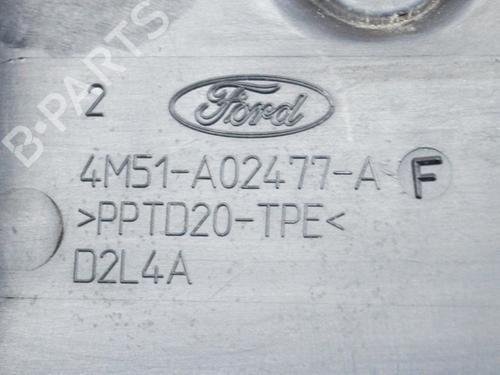 2 Ford
4M51-A02477-A F
>PPTD20-TPE<
D2L4A
B-PARTS